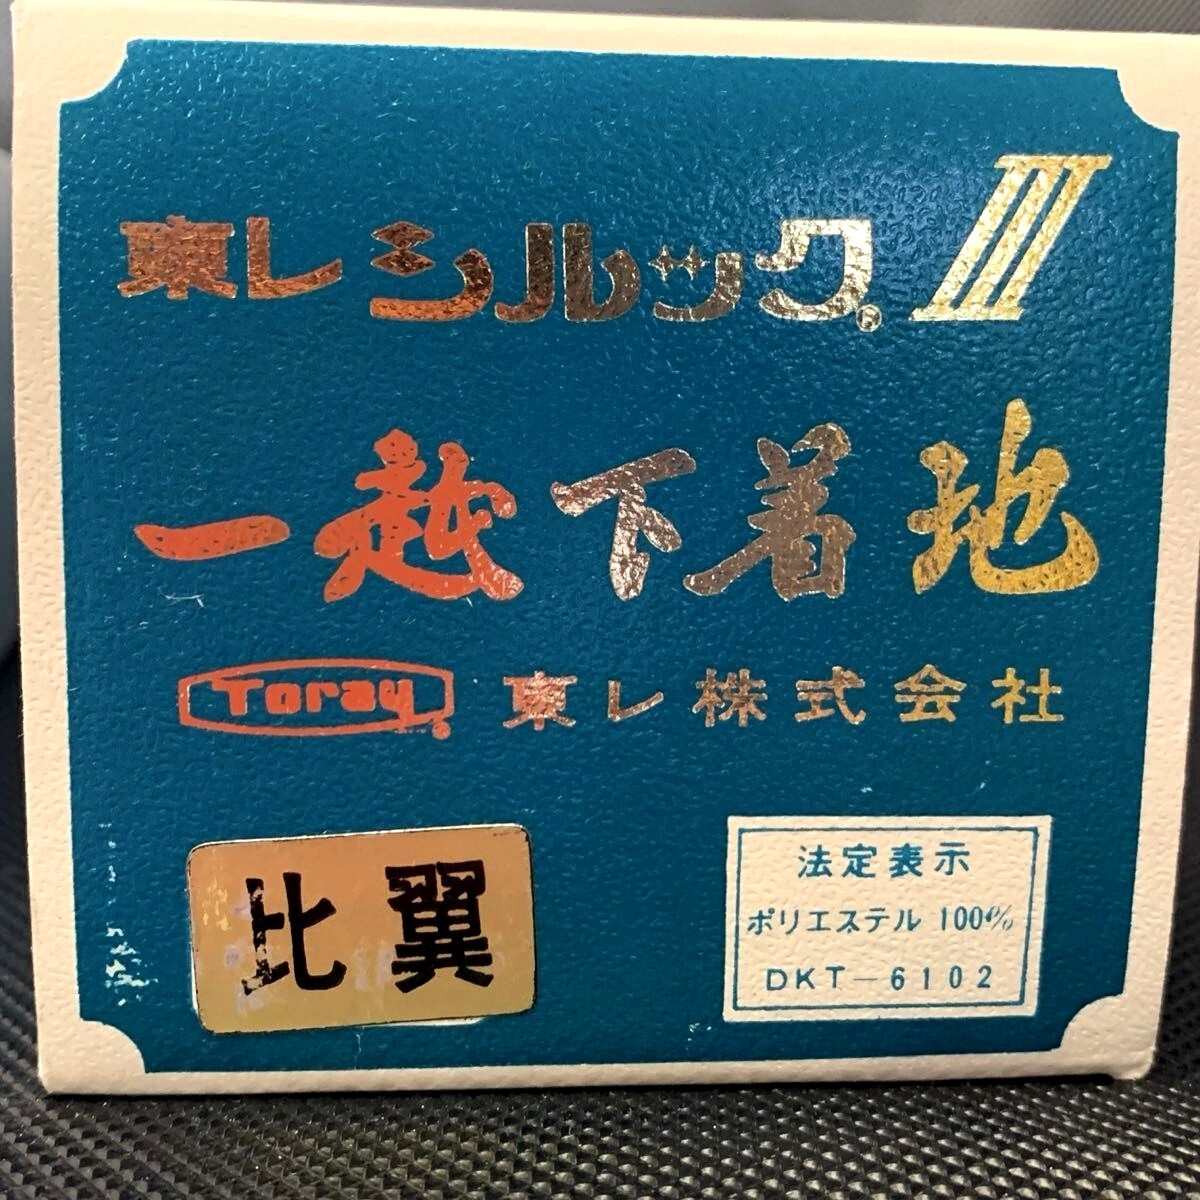 東レシルック® III
一越下着地
Toray® 東レ株式会社
比翼
法定表示
ポリエステル 100%
DKT-6102